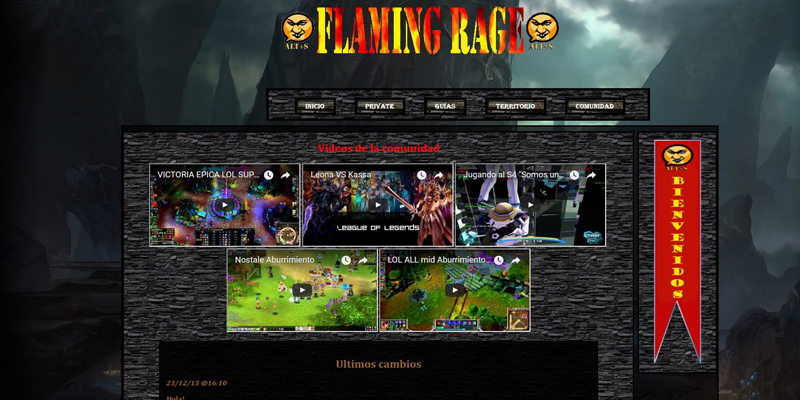 FLAMING RAGE
ALT+S
ALT+S
INICIO PRIVATE GUÍAS TERRITORIO COMUNIDAD
Videos de la comunidad
VICTORIA EPICA LOL SUP...
Leona VS Kassa
Jugando al S4 "Somos un...
LEAGUE OF LEGENDS
Nostale Aburrimiento
LOL ALL mid Aburrimiento...
ALT+S
BIENVENIDOS
Ultimos cambios
23/12/15 @16:10
Hola!